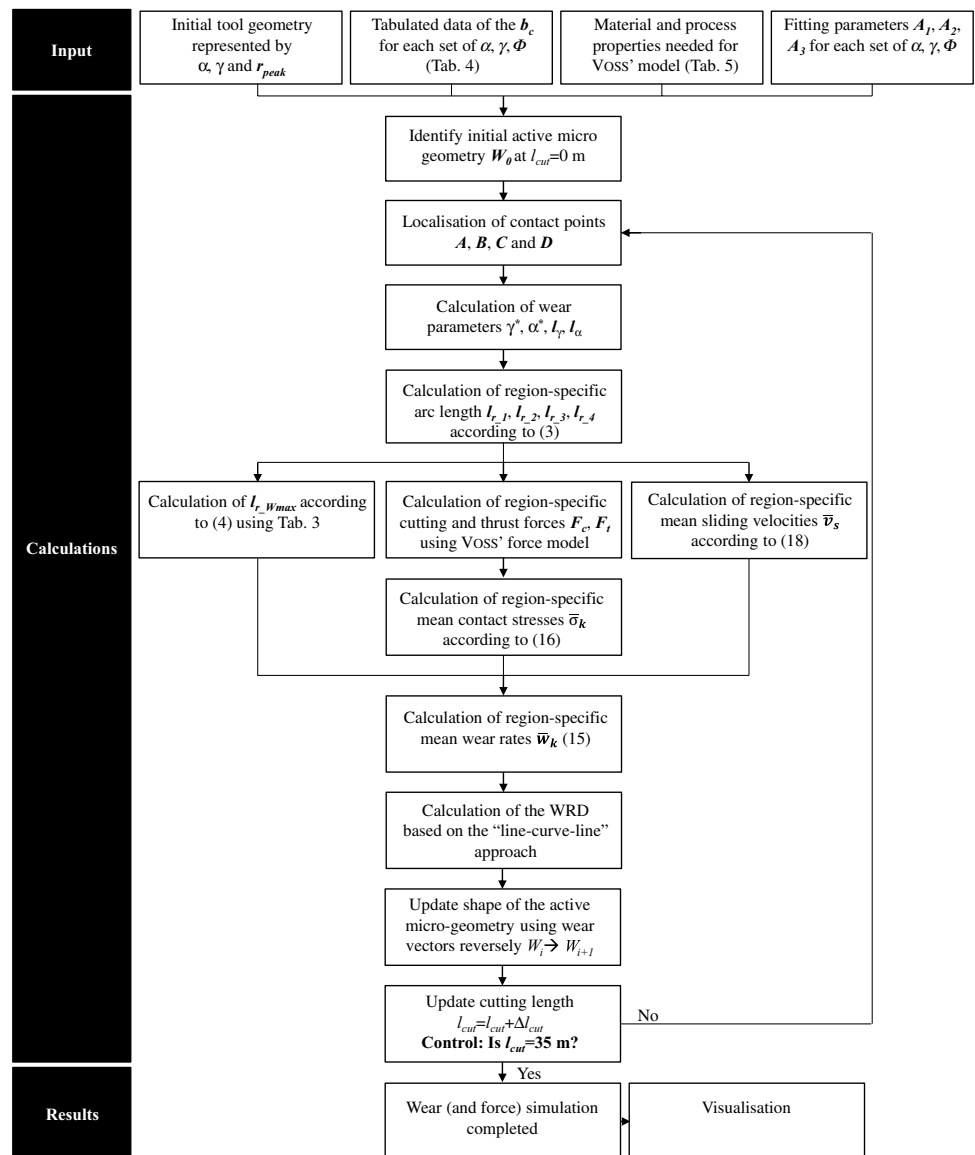 Input
Initial tool geometry
represented by
α, γ and r_peak
Tabulated data of the b_c
for each set of α, γ, Φ
(Tab. 4)
Material and process
properties needed for
VOSS’ model (Tab. 5)
Fitting parameters A_1, A_2,
A_3 for each set of α, γ, Φ
Calculations
Identify initial active micro
geometry W_0 at l_cut=0 m
Localisation of contact points
A, B, C and D
Calculation of wear
parameters γ*, α*, l_γ, l_α
Calculation of region-specific
arc length l_r_1, l_r_2, l_r_3, l_r_4
according to (3)
Calculation of l_r_Wmax according
to (4) using Tab. 3
Calculation of region-specific
cutting and thrust forces F_c, F_t
using VOSS’ force model
Calculation of region-specific
mean sliding velocities v̅_s
according to (18)
Calculation of region-specific
mean contact stresses σ̅_k
according to (16)
Calculation of region-specific
mean wear rates w̅_k (15)
Calculation of the WRD
based on the “line-curve-line”
approach
Update shape of the active
micro-geometry using wear
vectors reversely W_i→ W_i+1
Update cutting length
l_cut=l_cut+Δl_cut
Control: Is l_cut=35 m?
No
Yes
Results
Wear (and force) simulation
completed
Visualisation